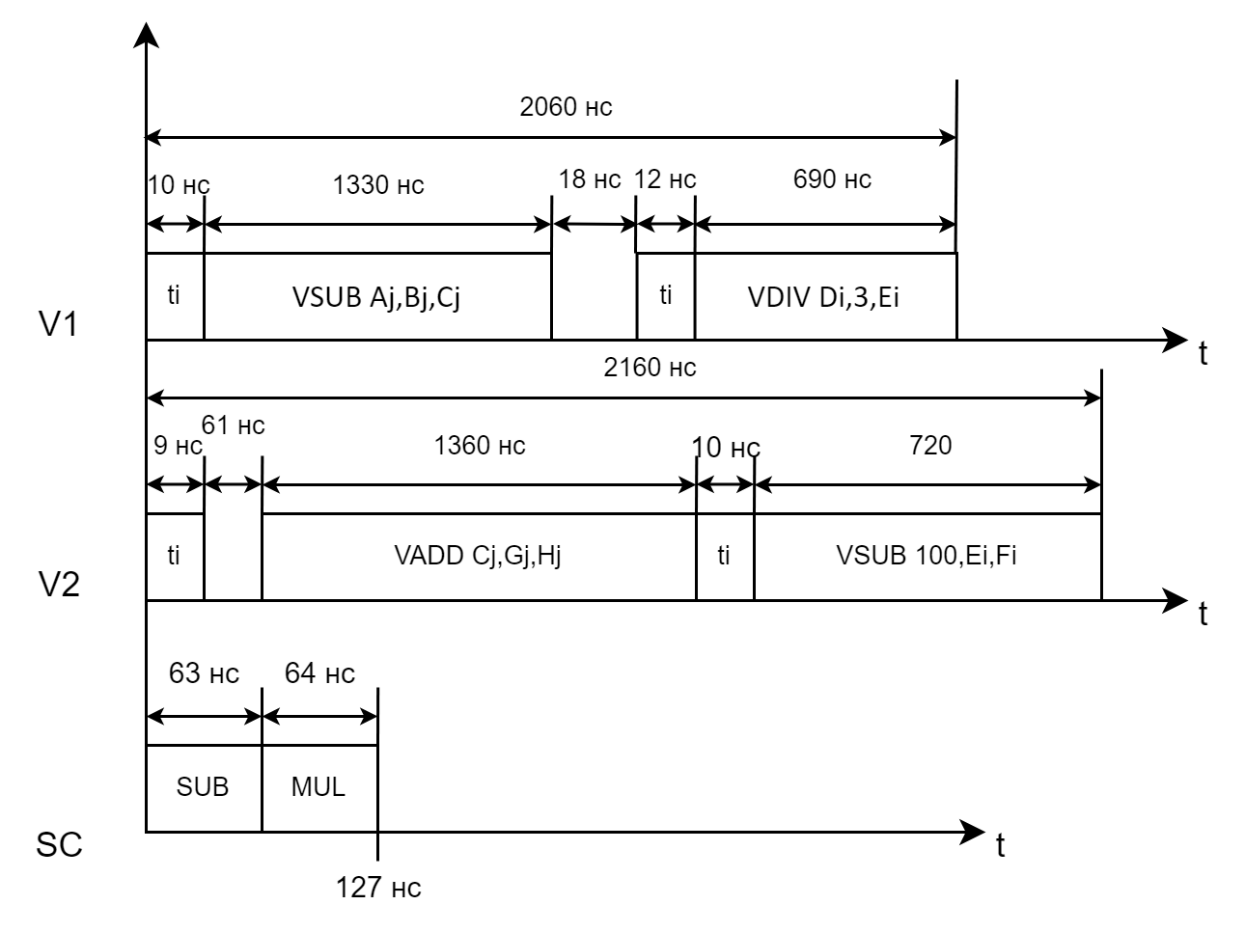 2060 нс
10 нс 1330 нс 18 нс 12 нс 690 нс
ti VSUB Aj,Bj,Cj ti VDIV Di,3,Ei
V1
t
2160 нс
9 нс 61 нс 1360 нс 10 нс 720
ti VADD Cj,Gj,Hj ti VSUB 100,Ei,Fi
V2
t
63 нс 64 нс
SUB MUL
SC
t
127 нс